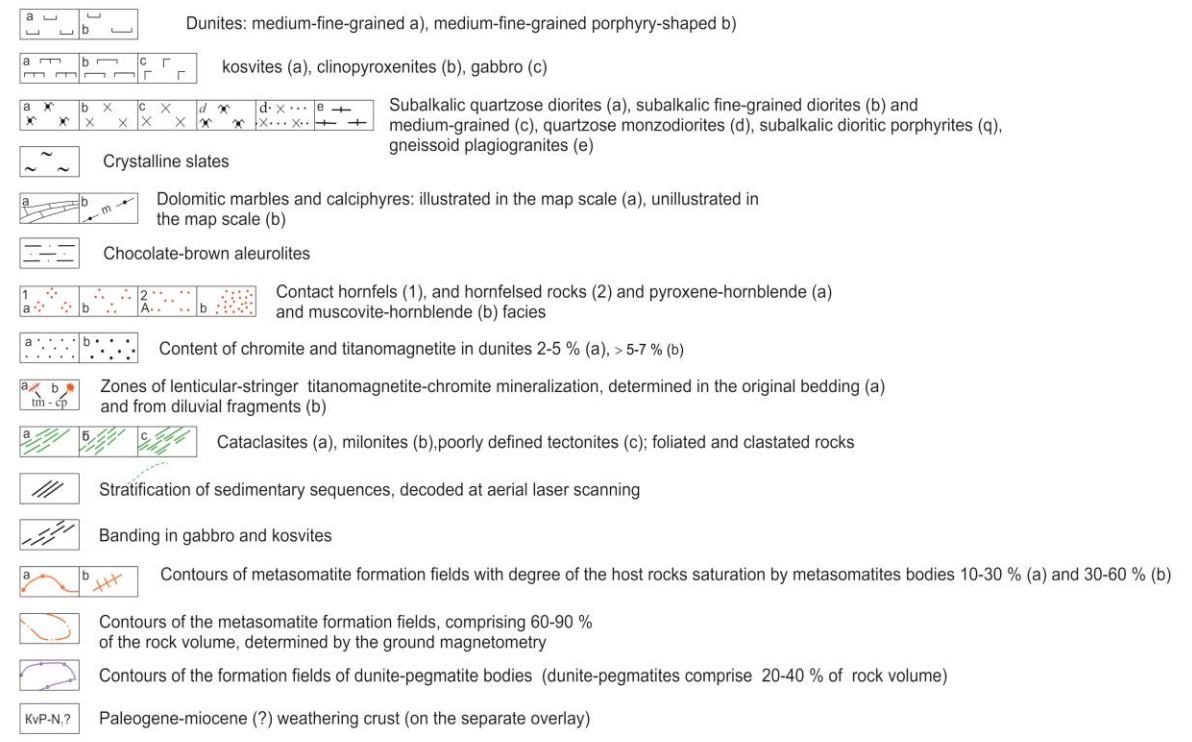 a b Dunites: medium-fine-grained a), medium-fine-grained porphyry-shaped b)
a b c kosvites (a), clinopyroxenites (b), gabbro (c)
a b c d d e Subalkalic quartzose diorites (a), subalkalic fine-grained diorites (b) and
medium-grained (c), quartzose monzodiorites (d), subalkalic dioritic porphyrites (q),
gneissoid plagiogranites (e)
Crystalline slates
a b m Dolomitic marbles and calciphyres: illustrated in the map scale (a), unillustrated in
the map scale (b)
Chocolate-brown aleurolites
1 2 Contact hornfels (1), and hornfelsed rocks (2) and pyroxene-hornblende (a)
a b A b and muscovite-hornblende (b) facies
a b Content of chromite and titanomagnetite in dunites 2-5 % (a), > 5-7 % (b)
a b Zones of lenticular-stringer titanomagnetite-chromite mineralization, determined in the original bedding (a)
tm - cp and from diluvial fragments (b)
a б c Cataclasites (a), milonites (b),poorly defined tectonites (c); foliated and clastated rocks
Stratification of sedimentary sequences, decoded at aerial laser scanning
Banding in gabbro and kosvites
a b Contours of metasomatite formation fields with degree of the host rocks saturation by metasomatites bodies 10-30 % (a) and 30-60 % (b)
Contours of the metasomatite formation fields, comprising 60-90 %
of the rock volume, determined by the ground magnetometry
Contours of the formation fields of dunite-pegmatite bodies (dunite-pegmatites comprise 20-40 % of rock volume)
KvP-N,? Paleogene-miocene (?) weathering crust (on the separate overlay)